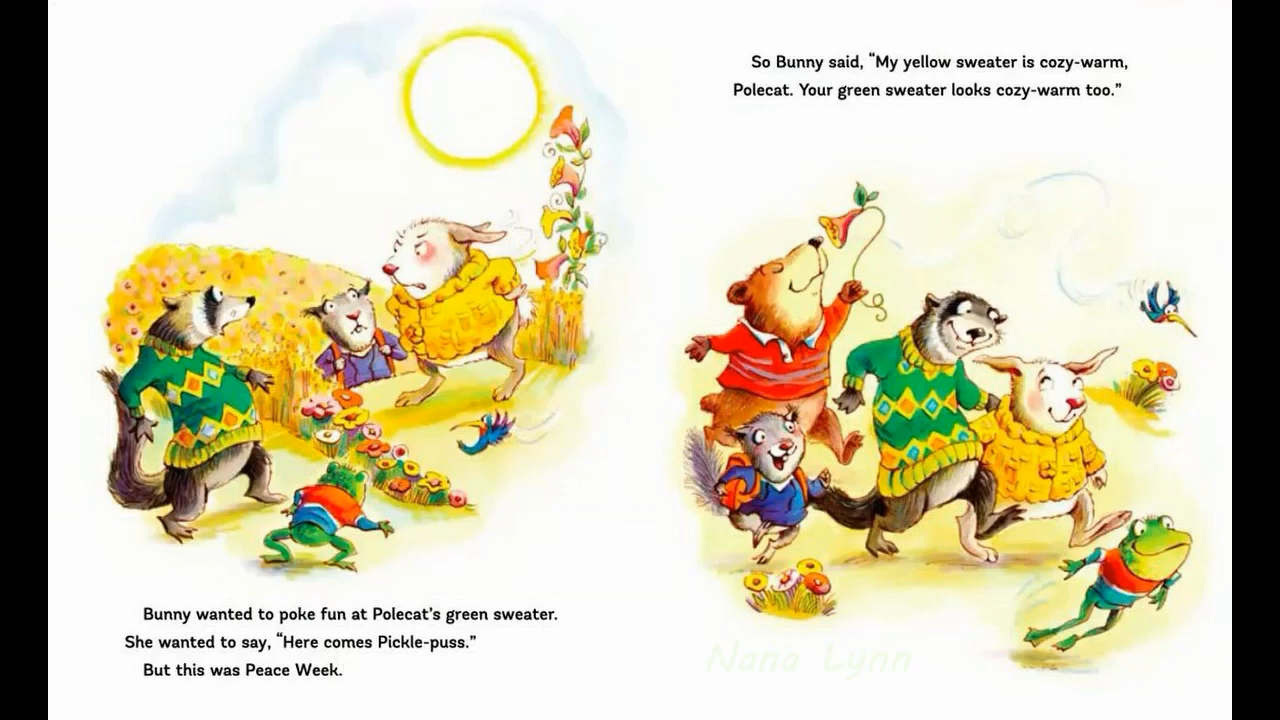 Bunny wanted to poke fun at Polecat's green sweater.
She wanted to say, "Here comes Pickle-puss."
But this was Peace Week.
So Bunny said, "My yellow sweater is cozy-warm,
Polecat. Your green sweater looks cozy-warm too."
Nana Lynn